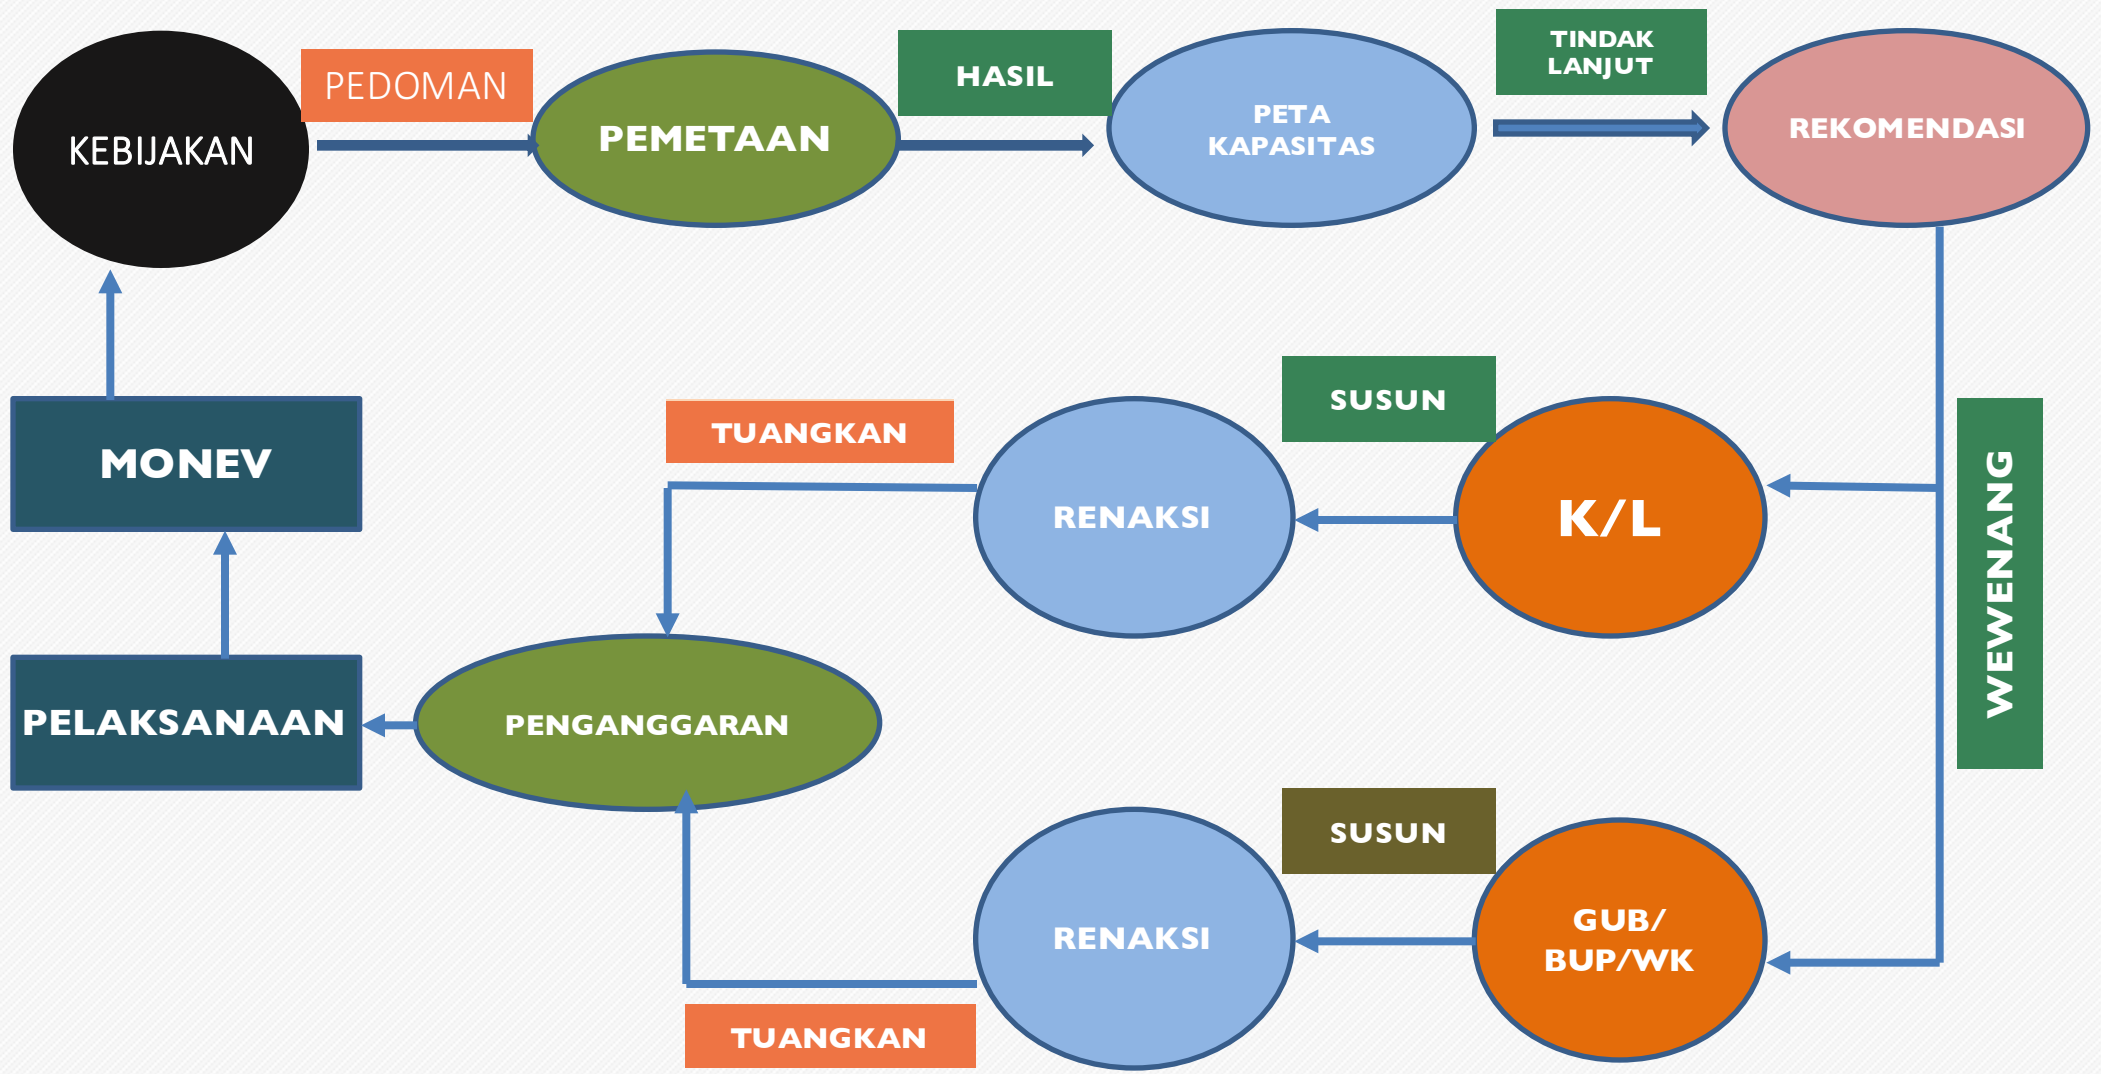 KEBIJAKAN
PEDOMAN
PEMETAAN
HASIL
PETA
KAPASITAS
TINDAK
LANJUT
REKOMENDASI
WEWENANG
K/L
SUSUN
RENAKSI
TUANGKAN
GUB/
BUP/WK
SUSUN
RENAKSI
TUANGKAN
PENGANGGARAN
PELAKSANAAN
MONEV